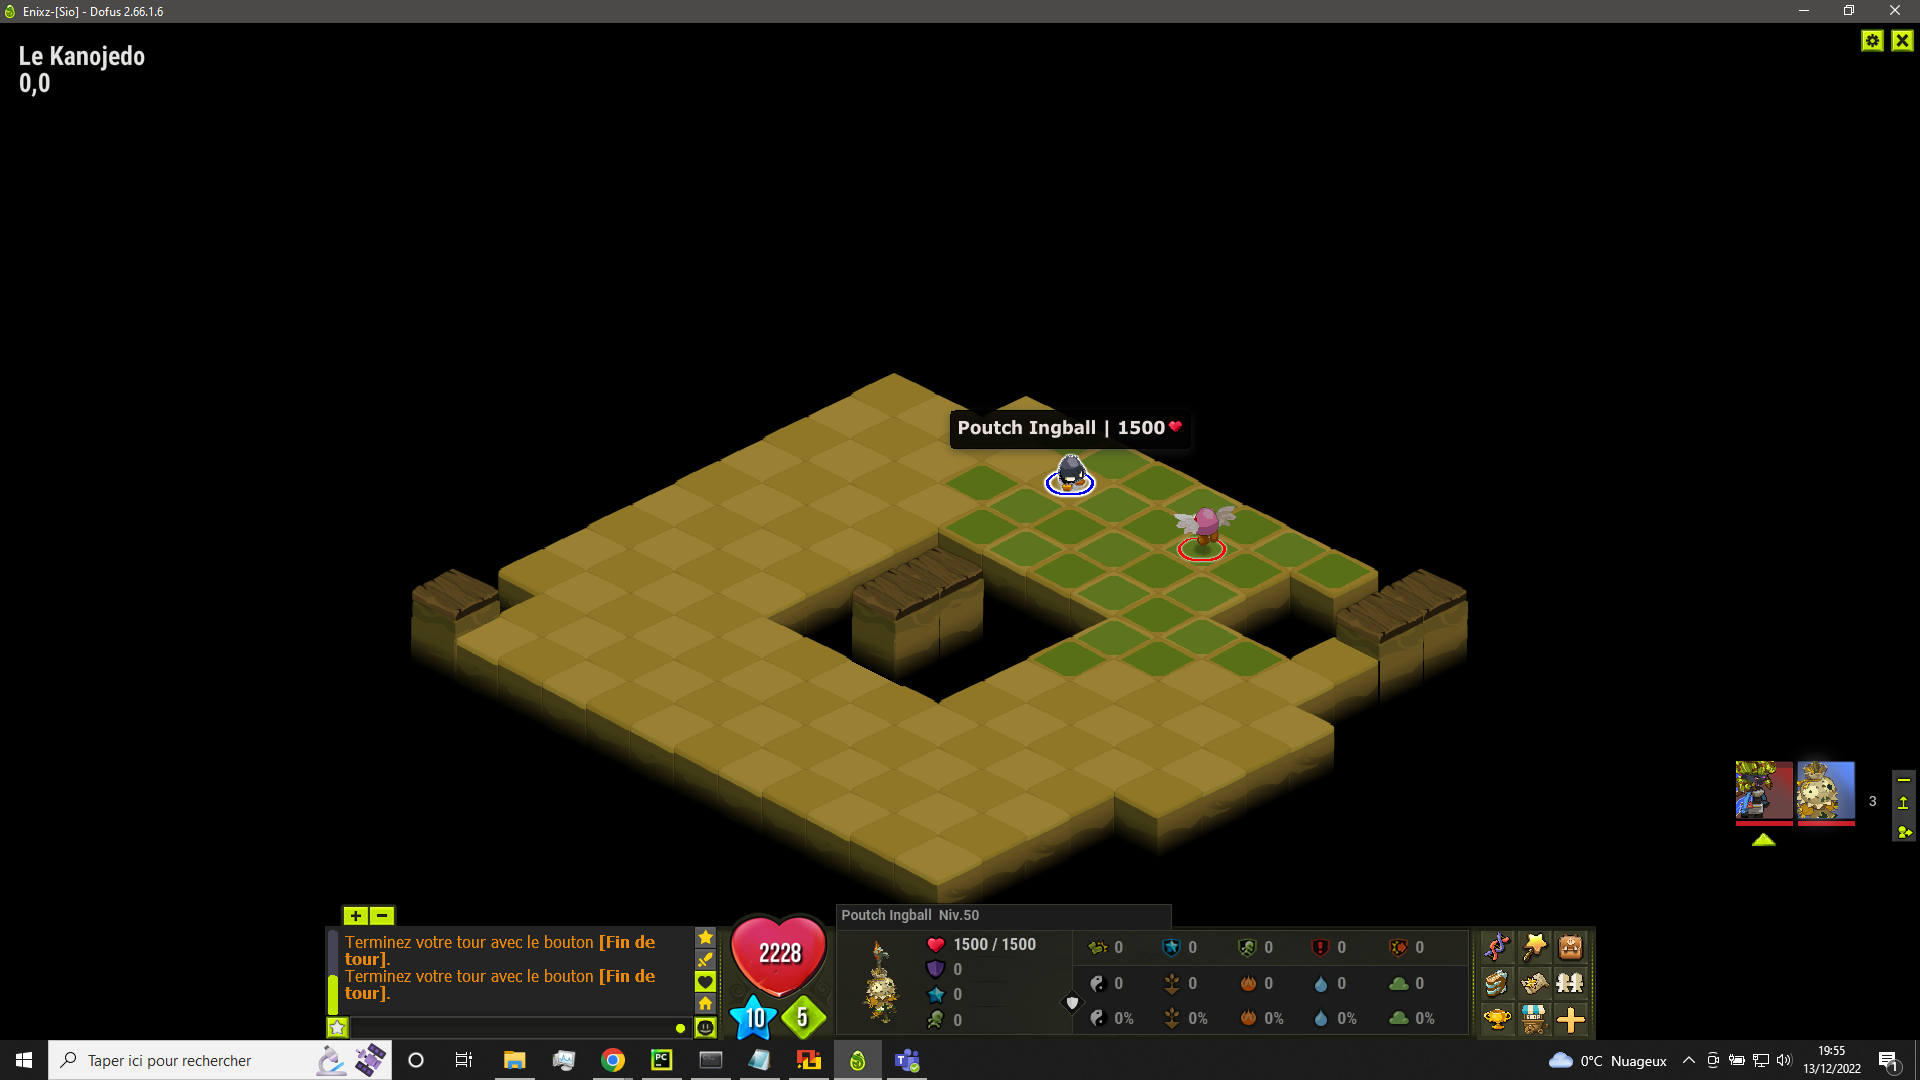 Enixz-[Sio] - Dofus 2.66.1.6
Le Kanojedo
0,0
Poutch Ingball | 1500
3
Terminez votre tour avec le bouton [Fin de
tour].
Terminez votre tour avec le bouton [Fin de
tour].
2228
10
5
Poutch Ingball Niv.50
1500 / 1500
0
0
0
0 0 0 0 0
0 0 0 0 0
0% 0% 0% 0% 0%
SHOP
Taper ici pour rechercher
PC
T
0°C Nuageux
19:55
13/12/2022
1